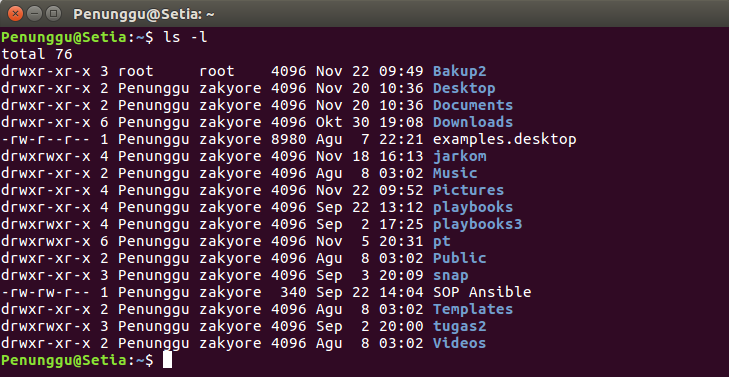 Penunggu@Setia: ~
Penunggu@Setia:~$ ls -l
total 76
drwxr-xr-x 3 root     root    4096 Nov 22 09:49 Bakup2
drwxr-xr-x 2 Penunggu zakyore 4096 Nov 20 10:36 Desktop
drwxr-xr-x 2 Penunggu zakyore 4096 Nov 20 10:36 Documents
drwxr-xr-x 6 Penunggu zakyore 4096 Okt 30 19:08 Downloads
-rw-r--r-- 1 Penunggu zakyore 8980 Agu  7 22:21 examples.desktop
drwxrwxr-x 4 Penunggu zakyore 4096 Nov 18 16:13 jarkom
drwxr-xr-x 2 Penunggu zakyore 4096 Agu  8 03:02 Music
drwxr-xr-x 4 Penunggu zakyore 4096 Nov 22 09:52 Pictures
drwxrwxr-x 4 Penunggu zakyore 4096 Sep 22 13:12 playbooks
drwxrwxr-x 4 Penunggu zakyore 4096 Sep  2 17:25 playbooks3
drwxrwxr-x 6 Penunggu zakyore 4096 Nov  5 20:31 pt
drwxr-xr-x 2 Penunggu zakyore 4096 Agu  8 03:02 Public
drwxr-xr-x 3 Penunggu zakyore 4096 Sep  3 20:09 snap
-rw-rw-r-- 1 Penunggu zakyore  340 Sep 22 14:04 SOP Ansible
drwxr-xr-x 2 Penunggu zakyore 4096 Agu  8 03:02 Templates
drwxrwxr-x 3 Penunggu zakyore 4096 Sep  2 20:00 tugas2
drwxr-xr-x 2 Penunggu zakyore 4096 Agu  8 03:02 Videos
Penunggu@Setia:~$